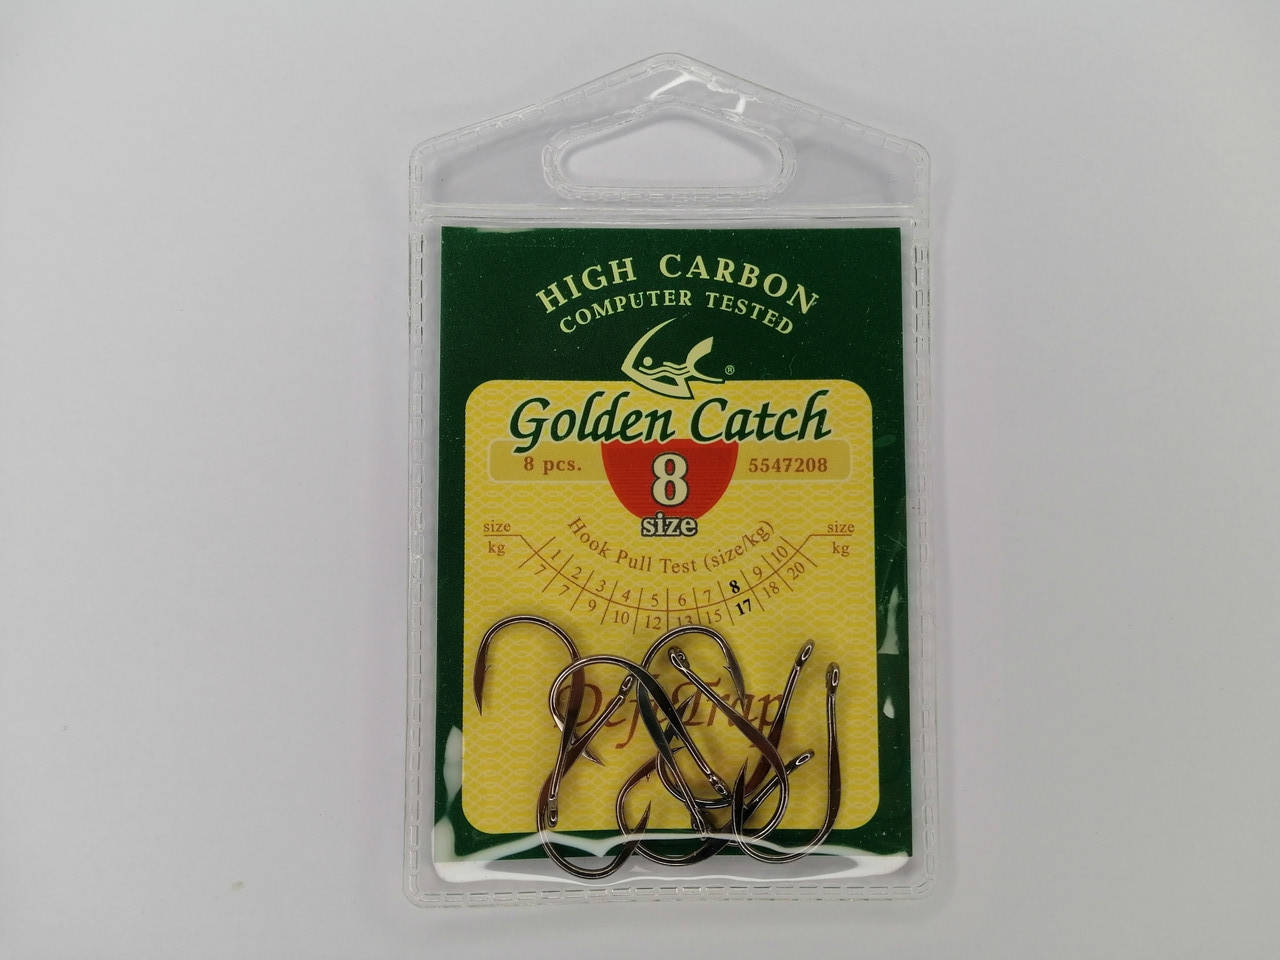 HIGH CARBON
COMPUTER TESTED
®
Golden Catch
8 pcs.
8
size
5547208
size
kg
Hook Pull Test (size/kg)
size
kg
1 2 3 4 5 6 7 8 9 10
7 7 9 10 12 13 15 17 18 20
Trap